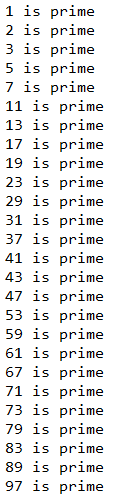 1 is prime
2 is prime
3 is prime
5 is prime
7 is prime
11 is prime
13 is prime
17 is prime
19 is prime
23 is prime
29 is prime
31 is prime
37 is prime
41 is prime
43 is prime
47 is prime
53 is prime
59 is prime
61 is prime
67 is prime
71 is prime
73 is prime
79 is prime
83 is prime
89 is prime
97 is prime